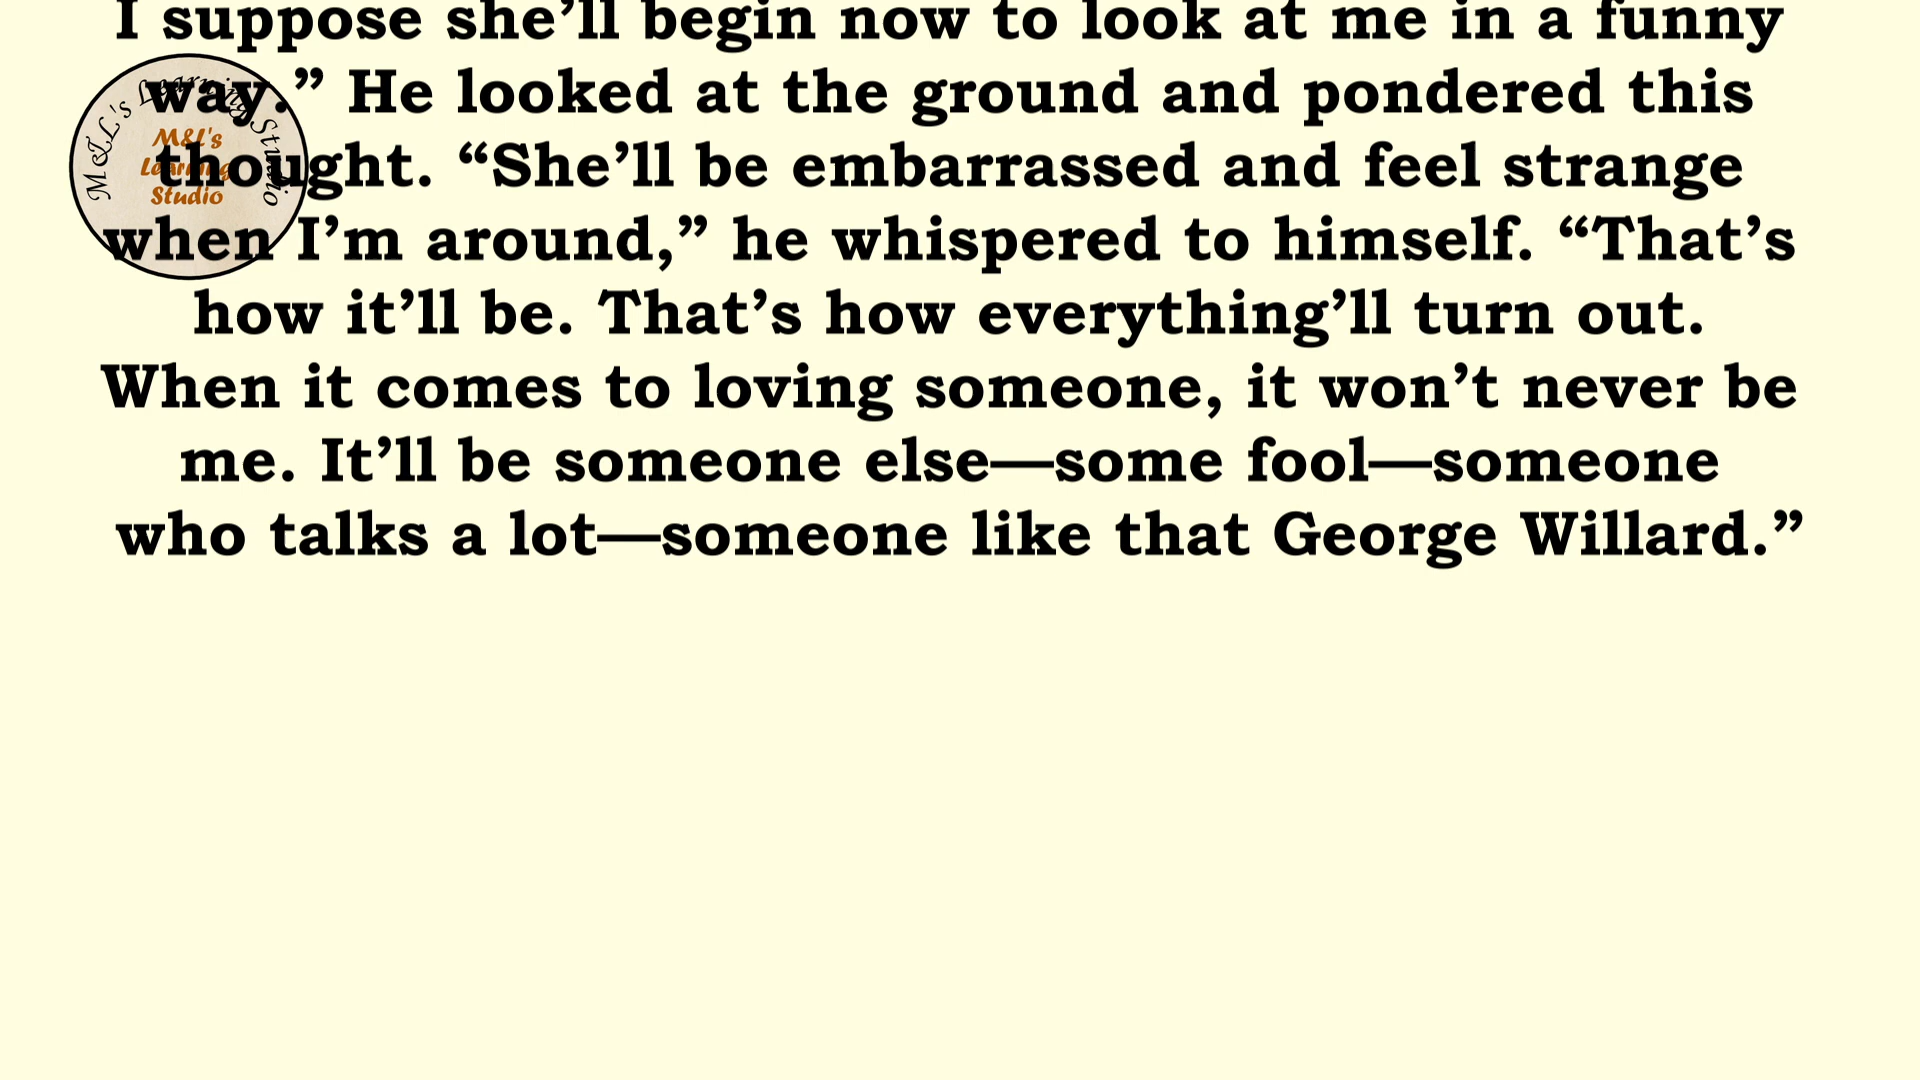 I suppose she’ll begin now to look at me in a funny
way.” He looked at the ground and pondered this
thought. “She’ll be embarrassed and feel strange
when I’m around,” he whispered to himself. “That’s
how it’ll be. That’s how everything’ll turn out.
When it comes to loving someone, it won’t never be
me. It’ll be someone else—some fool—someone
who talks a lot—someone like that George Willard.”
M&L's Learning Studio
M&L's
Learning
Studio